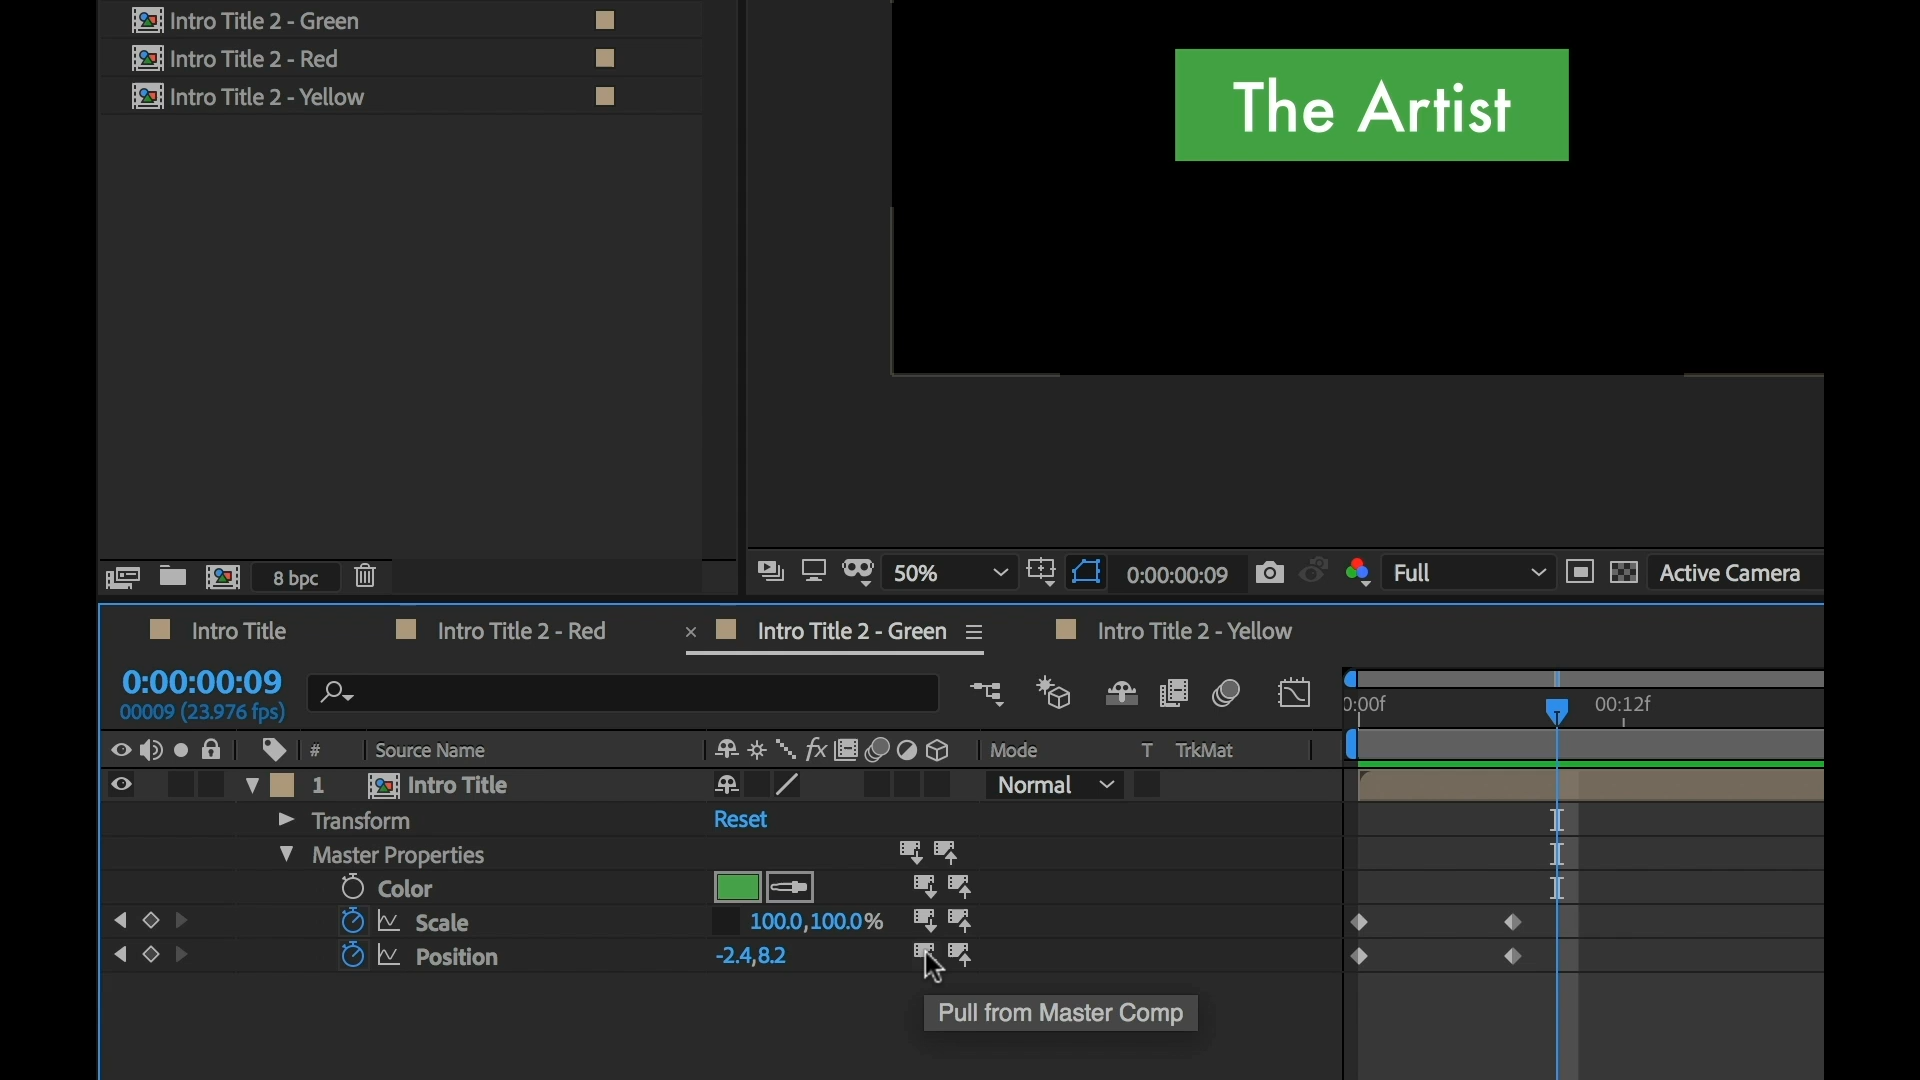 Intro Title 2 - Green
Intro Title 2 - Red
Intro Title 2 - Yellow
The Artist
8 bpc
50%
0:00:00:09
Full
Active Camera
Intro Title
Intro Title 2 - Red
× Intro Title 2 - Green
Intro Title 2 - Yellow
0:00:00:09
00009 (23.976 fps)
0:00f
00:12f
# Source Name
fx
Mode
T TrkMat
1 Intro Title
Normal
Transform
Reset
Master Properties
Color
Scale
100.0,100.0%
Position
-2.4,8.2
Pull from Master Comp